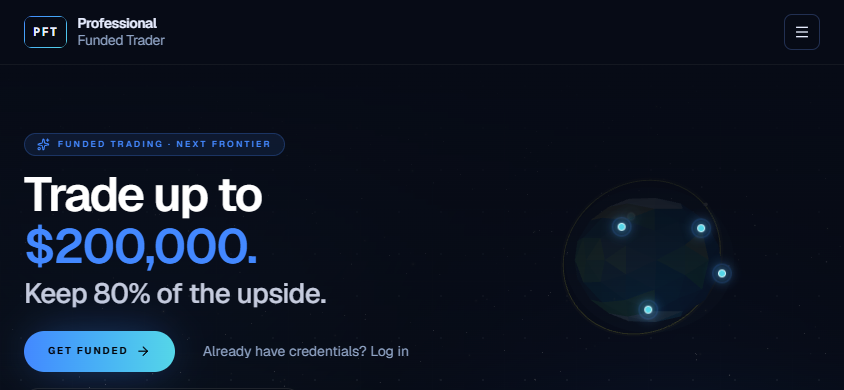 PFT
Professional
Funded Trader
FUNDED TRADING · NEXT FRONTIER
Trade up to
$200,000.
Keep 80% of the upside.
GET FUNDED
Already have credentials? Log in